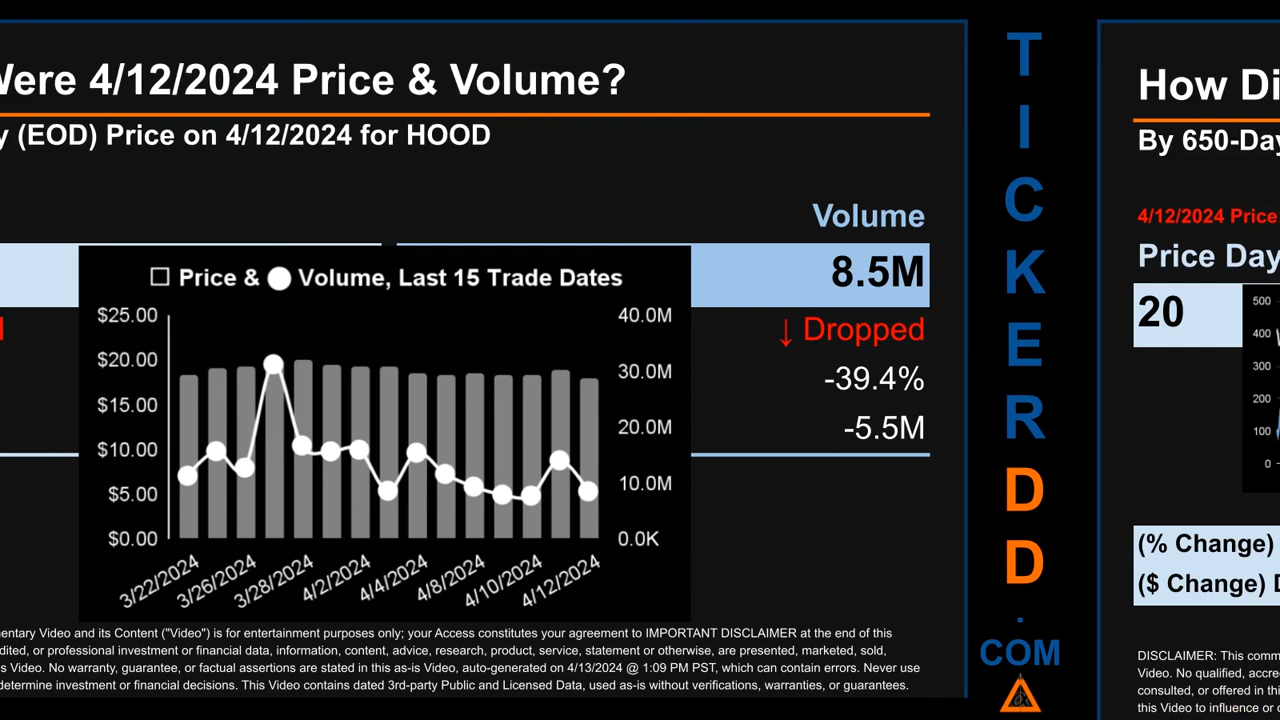 Were 4/12/2024 Price & Volume?
y (EOD) Price on 4/12/2024 for HOOD
Volume
8.5M
↓ Dropped
-39.4%
-5.5M
Price & Volume, Last 15 Trade Dates
$25.00
$20.00
$15.00
$10.00
$5.00
$0.00
40.0M
30.0M
20.0M
10.0M
0.0K
3/22/2024
3/26/2024
3/28/2024
4/2/2024
4/4/2024
4/8/2024
4/10/2024
4/12/2024
mentary Video and its Content ("Video") is for entertainment purposes only; your Access constitutes your agreement to IMPORTANT DISCLAIMER at the end of this
dited, or professional investment or financial data, information, content, advice, research, product, service, statement or otherwise, are presented, marketed, sold,
s Video. No warranty, guarantee, or factual assertions are stated in this as-is Video, auto-generated on 4/13/2024 @ 1:09 PM PST, which can contain errors. Never use
determine investment or financial decisions. This Video contains dated 3rd-party Public and Licensed Data, used as-is without verifications, warranties, or guarantees.
T
I
C
K
E
R
D
D
.
COM
How Di
By 650-Day
4/12/2024 Price
Price Day
20
500
400
300
200
100
0
(% Change)
($ Change) D
DISCLAIMER: This comm
Video. No qualified, accre
consulted, or offered in thi
this Video to influence or d